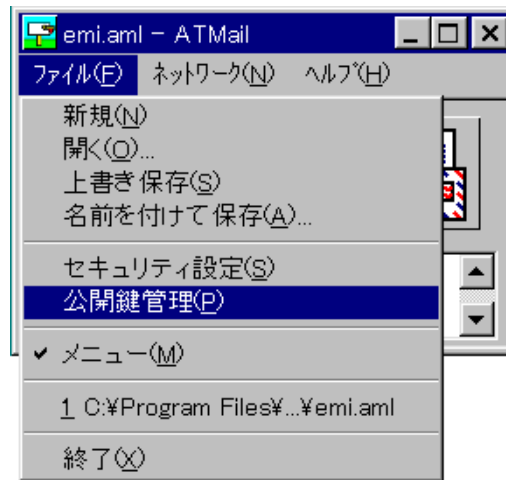 emi.aml - ATMail
ファイル(F) ネットワーク(N) ヘルプ(H)
新規(N)
開く(O)...
上書き保存(S)
名前を付けて保存(A)...
セキュリティ設定(S)
公開鍵管理(P)
メニュー(M)
1 C:¥Program Files¥...¥emi.aml
終了(X)